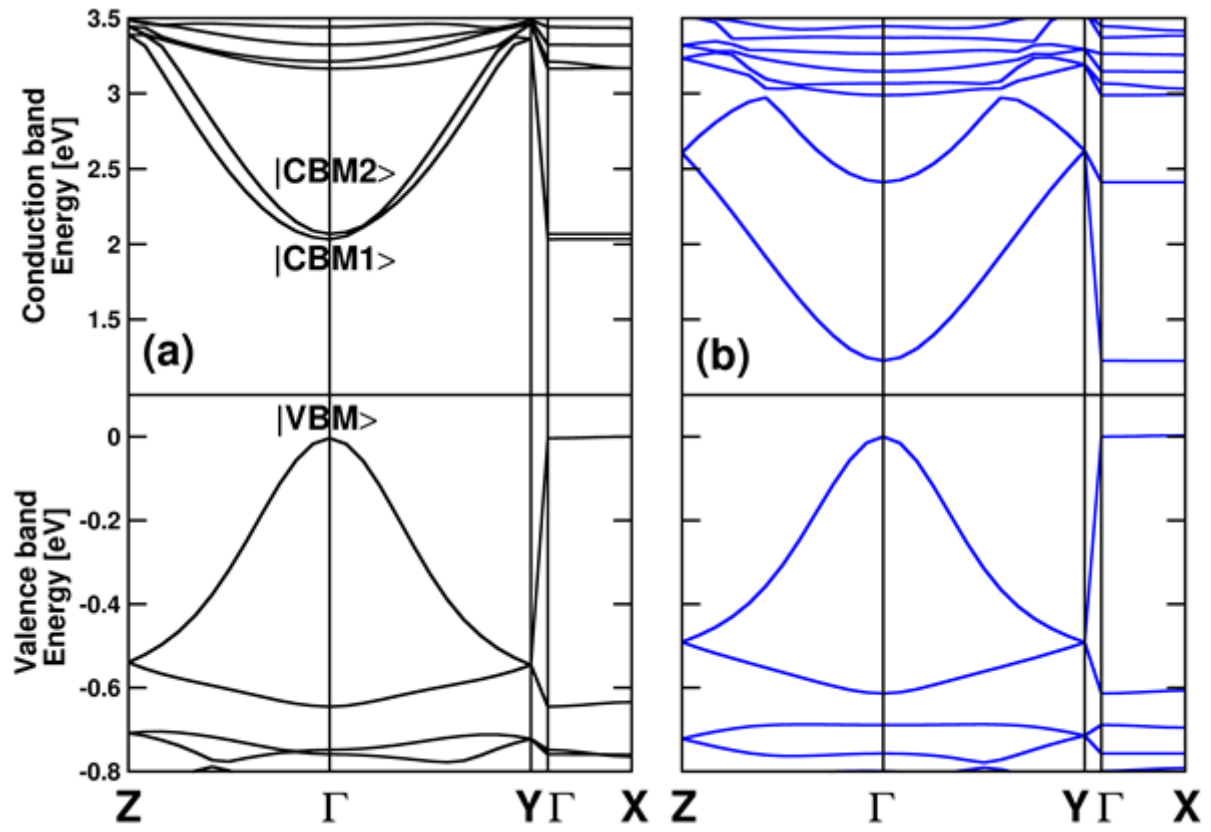 Conduction band
Energy [eV]
3.5
3
2.5
2
1.5
|CBM2>
|CBM1>
(a)
(b)
Valence band
Energy [eV]
0
-0.2
-0.4
-0.6
-0.8
|VBM>
Z Γ Y Γ X
Z Γ Y Γ X